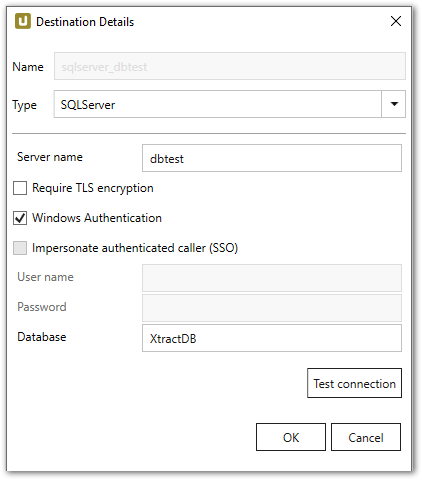 Destination Details
Name sqlserver_dbtest
Type SQLServer
Server name dbtest
Require TLS encryption
Windows Authentication
Impersonate authenticated caller (SSO)
User name
Password
Database XtractDB
Test connection
OK Cancel